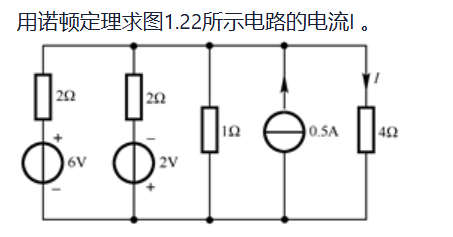 用诺顿定理求图1.22所示电路的电流I 。
I
2Ω
2Ω
+
−
1Ω
0.5A
4Ω
6V
2V
−
+